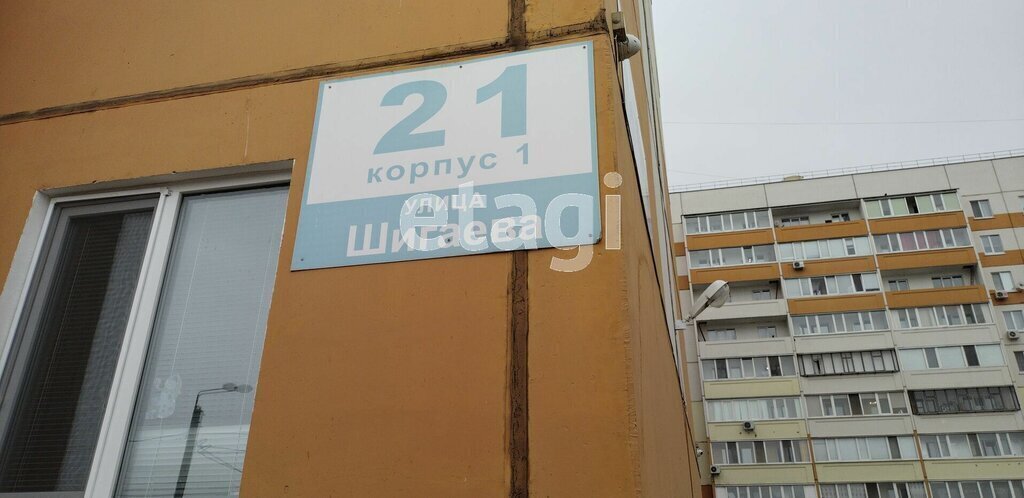 21
корпус 1
УЛИЦА
Шигаева
etagi